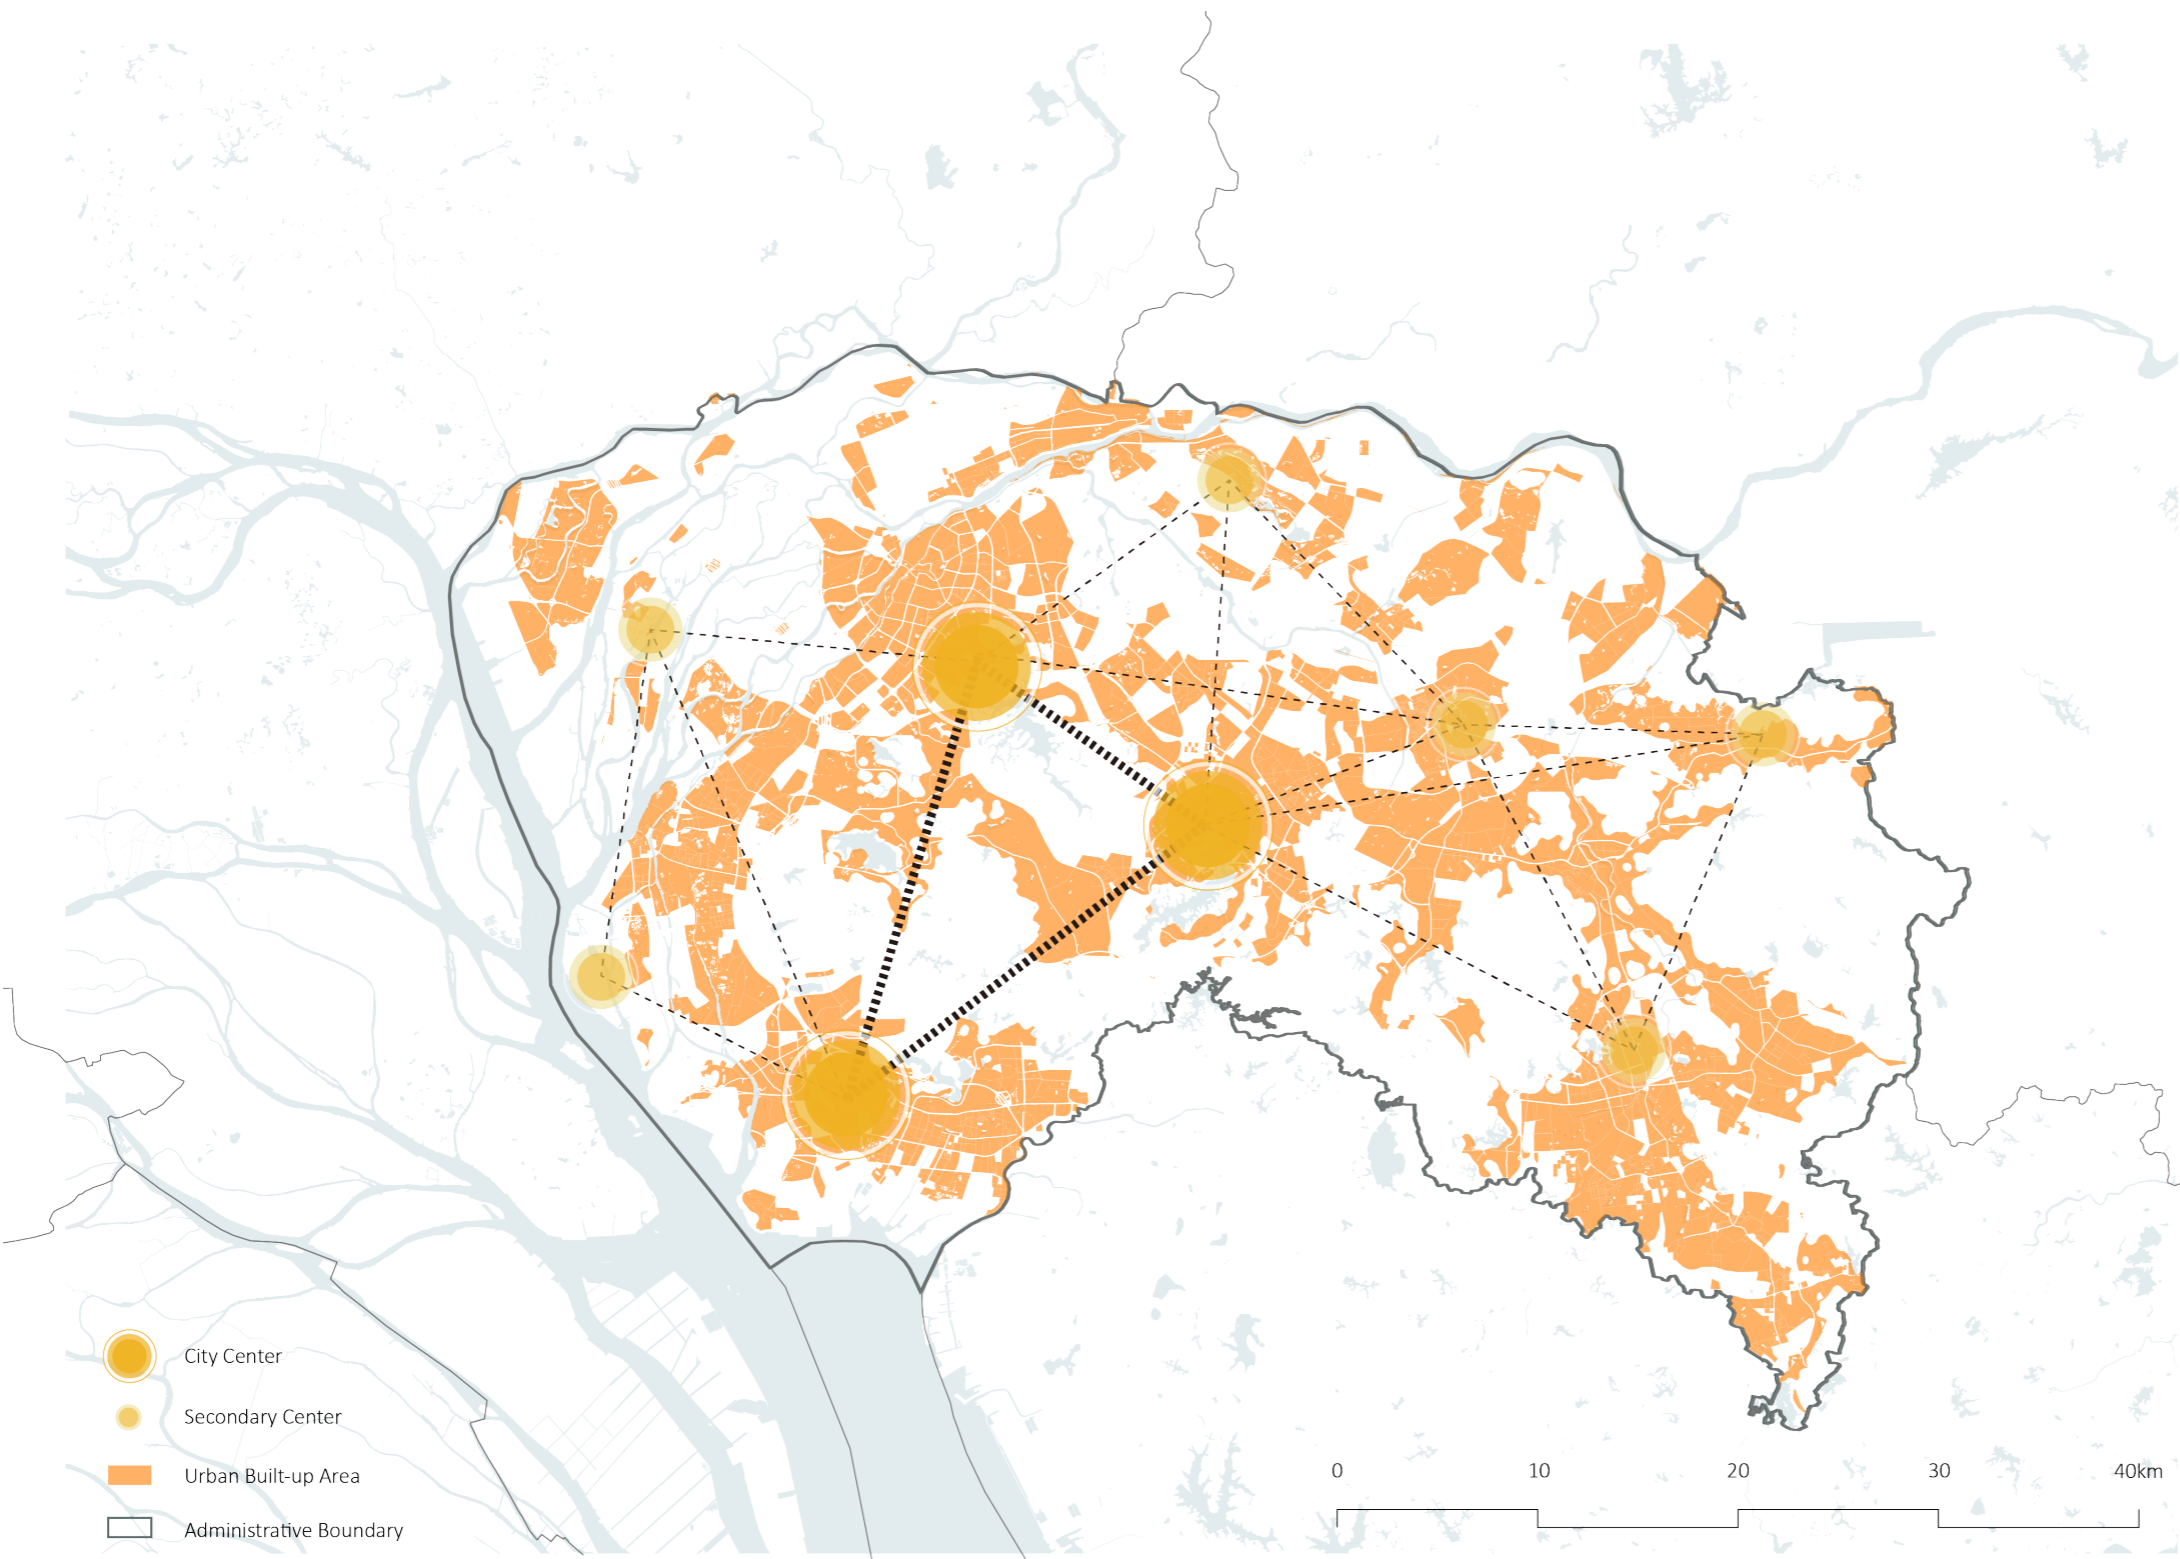 City Center
Secondary Center
Urban Built-up Area
Administrative Boundary
0 10 20 30 40km